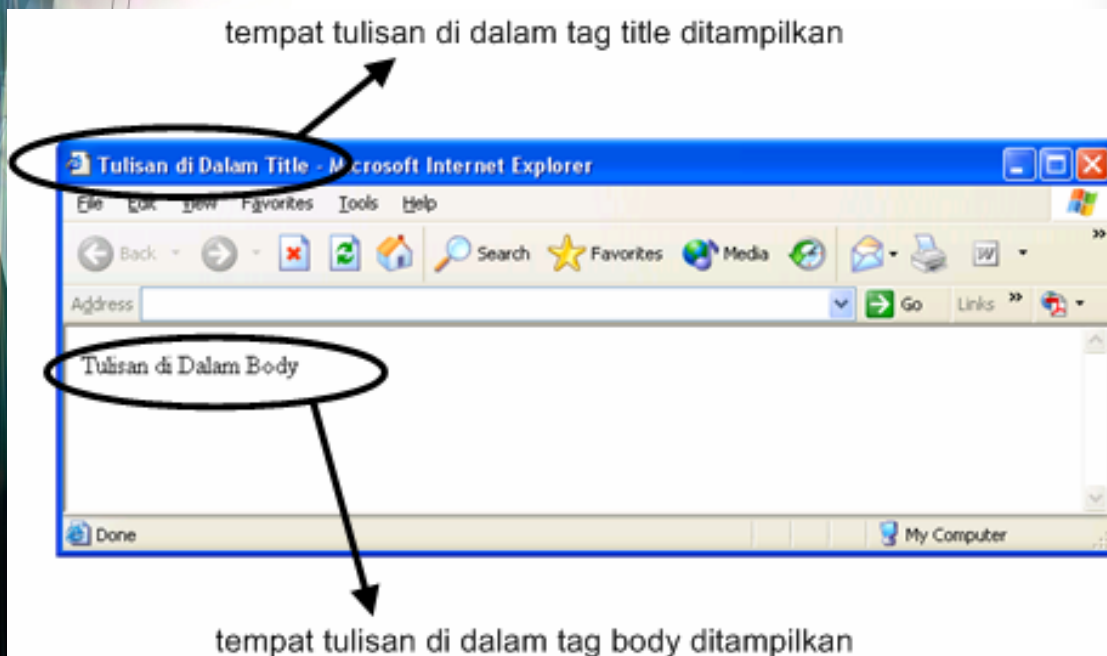 tempat tulisan di dalam tag title ditampilkan
Tulisan di Dalam Title - Microsoft Internet Explorer
File Edit View Favorites Tools Help
Back Search Favorites Media »
Address Go Links »
Tulisan di Dalam Body
Done My Computer
tempat tulisan di dalam tag body ditampilkan